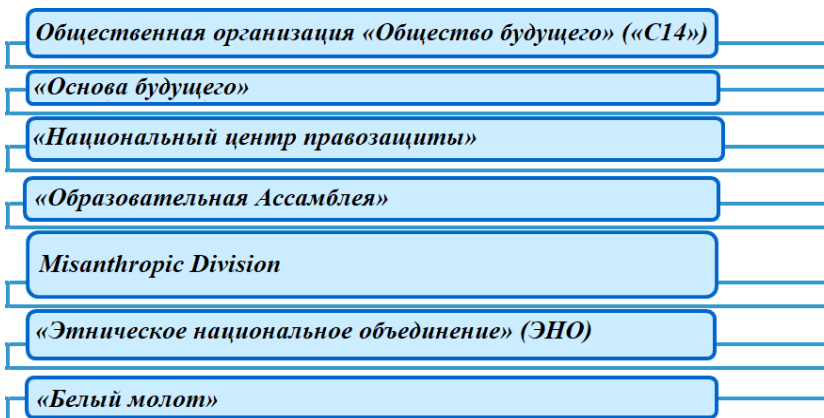 Общественная организация «Общество будущего» («С14»)
«Основа будущего»
«Национальный центр правозащиты»
«Образовательная Ассамблея»
Misanthropic Division
«Этническое национальное объединение» (ЭНО)
«Белый молот»